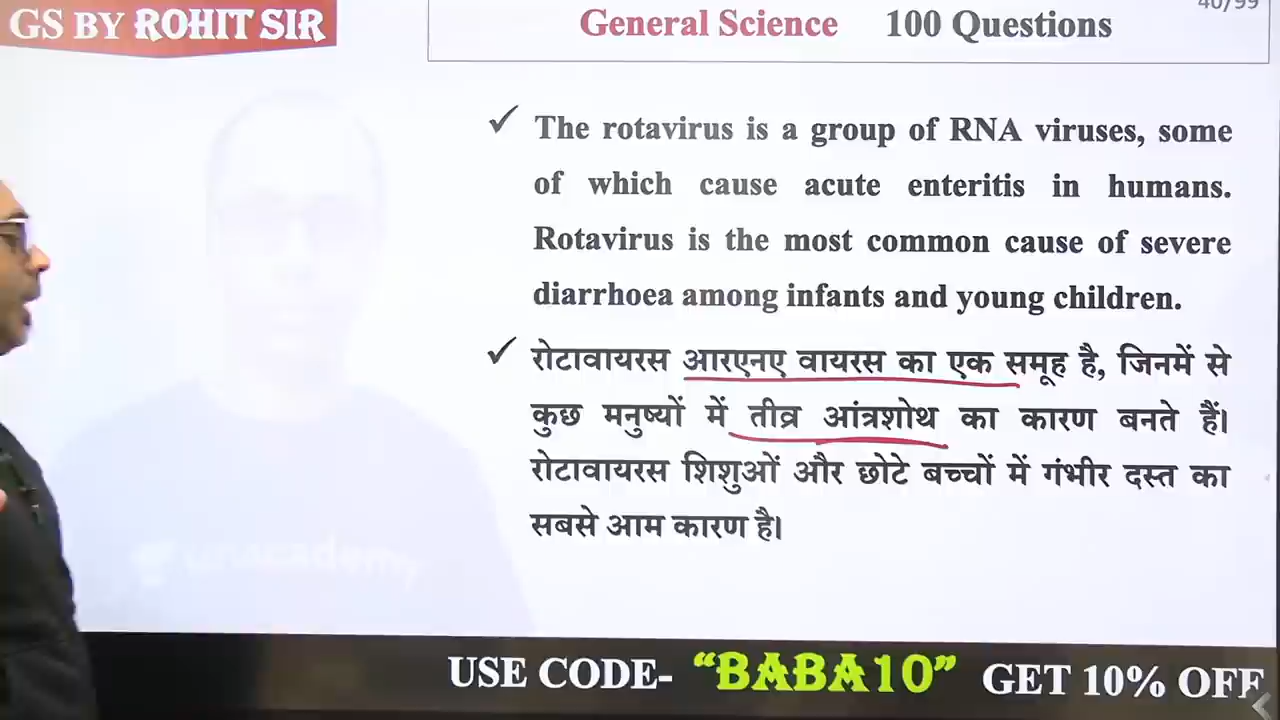 GS BY ROHIT SIR
General Science 100 Questions
40/99
✓ The rotavirus is a group of RNA viruses, some
of which cause acute enteritis in humans.
Rotavirus is the most common cause of severe
diarrhoea among infants and young children.
✓ रोटावायरस आरएनए वायरस का एक समूह है, जिनमें से
कुछ मनुष्यों में तीव्र आंत्रशोथ का कारण बनते हैं।
रोटावायरस शिशुओं और छोटे बच्चों में गंभीर दस्त का
सबसे आम कारण है।
unacademy
USE CODE- “BABA10” GET 10% OFF